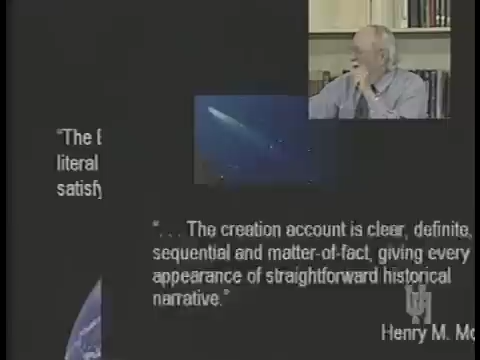 "The
literal
satisfy
". . . The creation account is clear, definite,
sequential and matter-of-fact, giving every
appearance of straightforward historical
narrative."
Henry M.